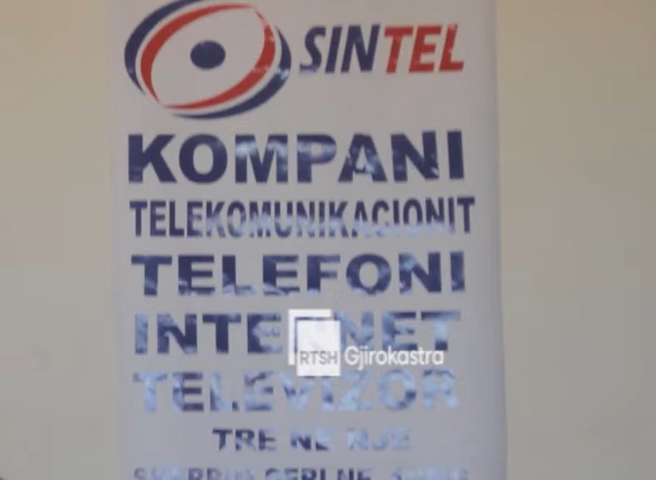 SINTEL
KOMPANI
TELEKOMUNIKACIONIT
TELEFONI
INTERNET
RTSH Gjirokastra
TELEVIZOR
TRE NE NJE